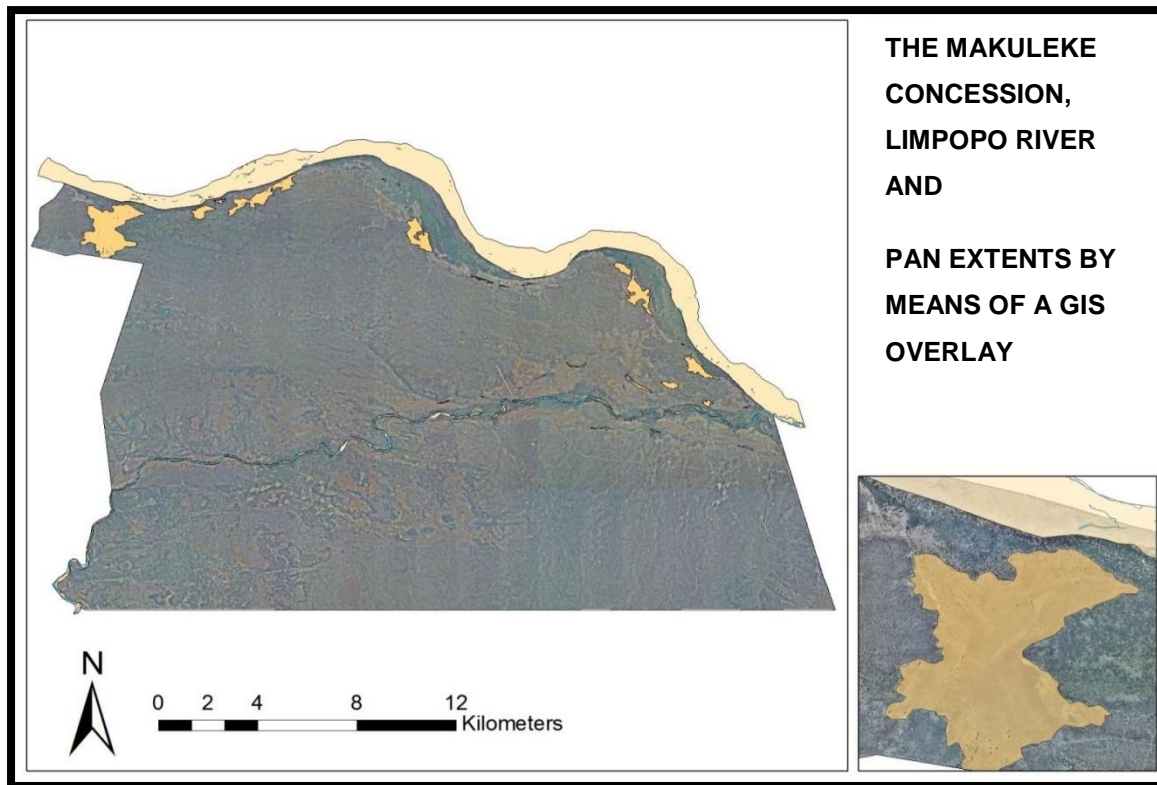 THE MAKULEKE
CONCESSION,
LIMPOPO RIVER
AND
PAN EXTENTS BY
MEANS OF A GIS
OVERLAY
N
0 2 4 8 12
Kilometers